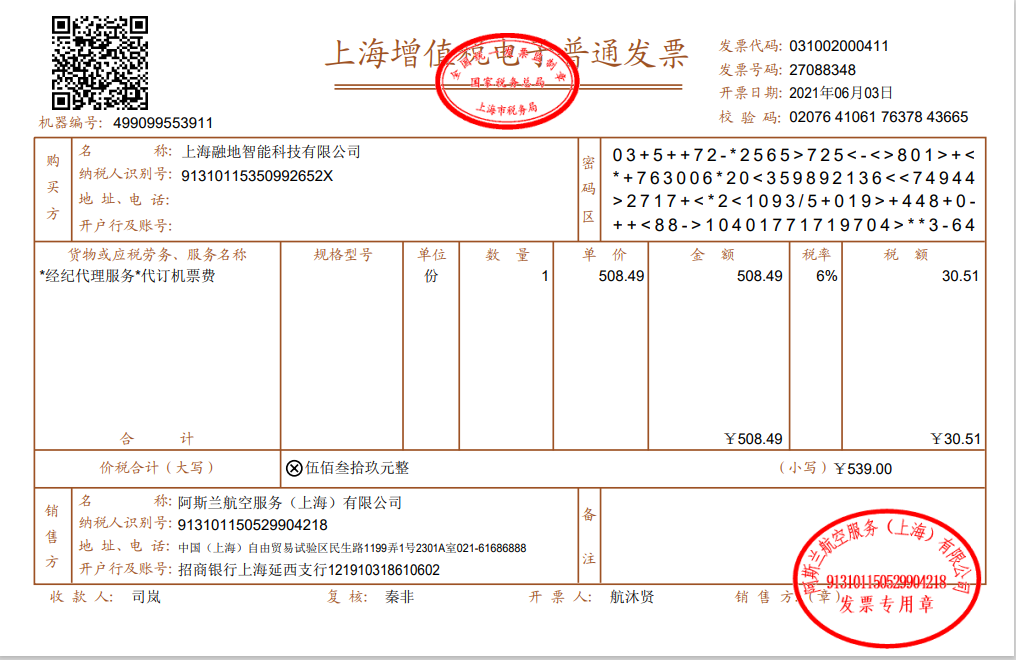 上海增值税电子普通发票
全国统一发票监制章
国家税务总局
上海市税务局
发票代码: 031002000411
发票号码: 27088348
开票日期: 2021年06月03日
校 验 码: 02076 41061 76378 43665
机器编号: 499099553911
购买方
名 称: 上海融地智能科技有限公司
纳税人识别号: 91310115350992652X
地 址、电 话:
开户行及账号:
密码区
03+5++72-*2565>725<-<>801>+<
*+763006*20<359892136<<74944
>2717+<*2<1093/5+019>+448+0-
++<88->10401771719704>**3-64
货物或应税劳务、服务名称 规格型号 单位 数 量 单 价 金 额 税率 税 额
*经纪代理服务*代订机票费 份 1 508.49 508.49 6% 30.51
合 计 ￥508.49 ￥30.51
价税合计（大写） ⊗伍佰叁拾玖元整 （小写）￥539.00
销售方
名 称: 阿斯兰航空服务（上海）有限公司
纳税人识别号: 913101150529904218
地 址、电 话: 中国（上海）自由贸易试验区民生路1199弄1号2301A室021-61686888
开户行及账号: 招商银行上海延西支行121910318610602
备注
收 款 人: 司岚 复 核: 秦非 开 票 人: 航沐贤 销 售 方:（章）
阿斯兰航空服务（上海）有限公司
913101150529904218
发票专用章